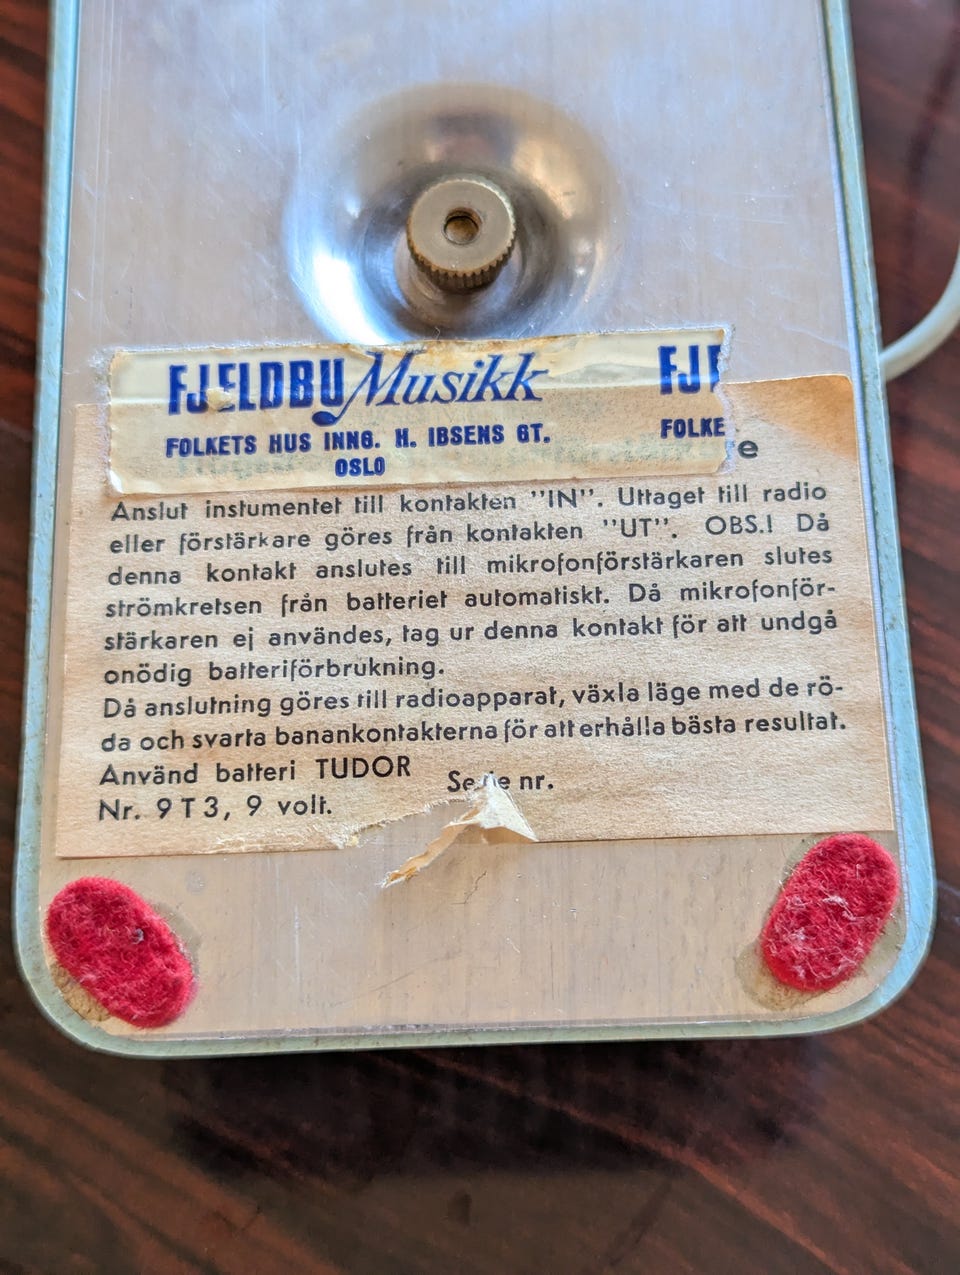 FJELDBU Musikk FJE
FOLKETS HUS INNG. H. IBSENS GT. FOLKE
OSLO
e
Anslut instumentet till kontakten "IN". Uttaget till radio
eller förstärkare göres från kontakten "UT". OBS.! Då
denna kontakt anslutes till mikrofonförstärkaren slutes
strömkretsen från batteriet automatiskt. Då mikrofonför-
stärkaren ej användes, tag ur denna kontakt för att undgå
onödig batteriförbrukning.
Då anslutning göres till radioapparat, växla läge med de rö-
da och svarta banankontakterna för att erhålla bästa resultat.
Använd batteri TUDOR
Nr. 9T3, 9 volt. nr.